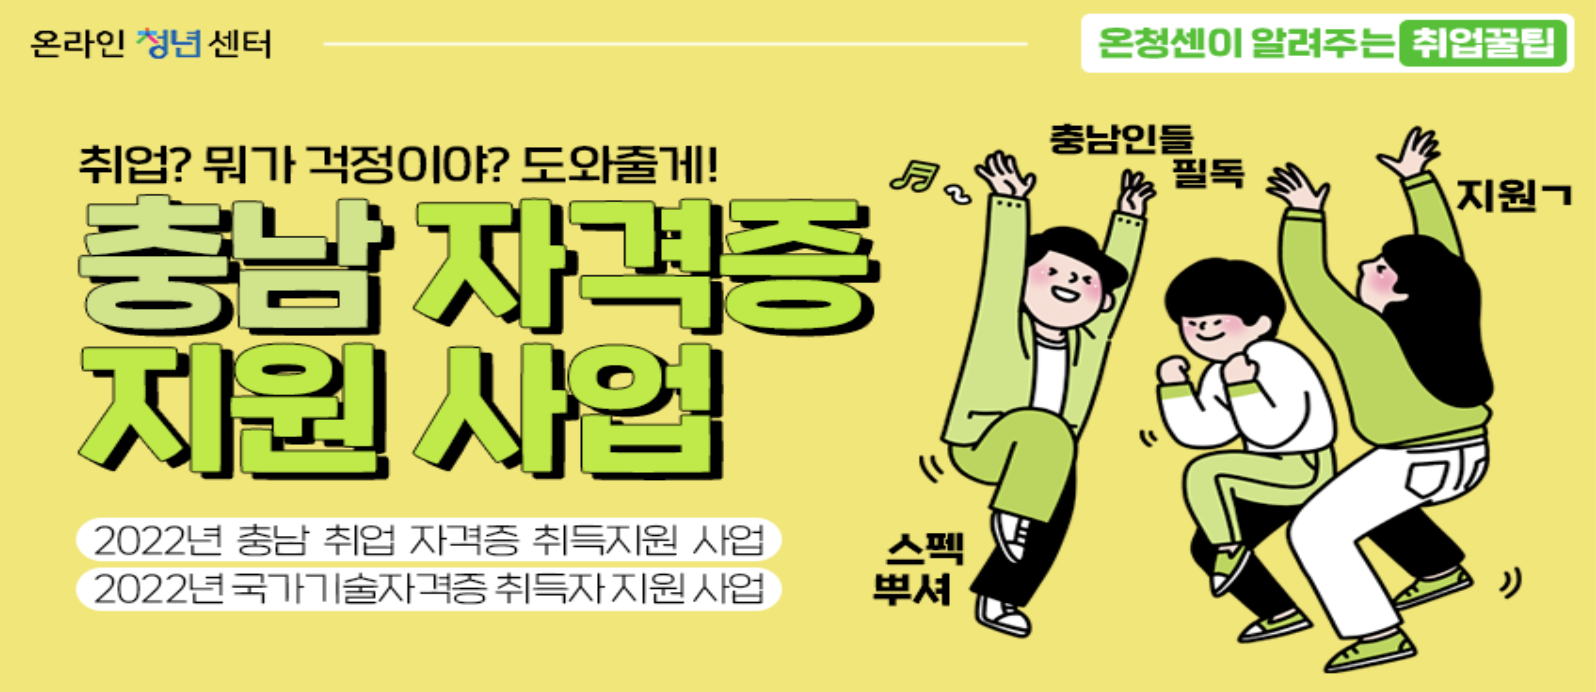 온라인 청년 센터
온청센이 알려주는 취업꿀팁
취업? 뭐가 걱정이야? 도와줄게!
충남 자격증
지원 사업
2022년 충남 취업 자격증 취득지원 사업
2022년 국가기술자격증 취득자 지원 사업
충남인들
필독
지원ㄱ
스펙
뿌셔